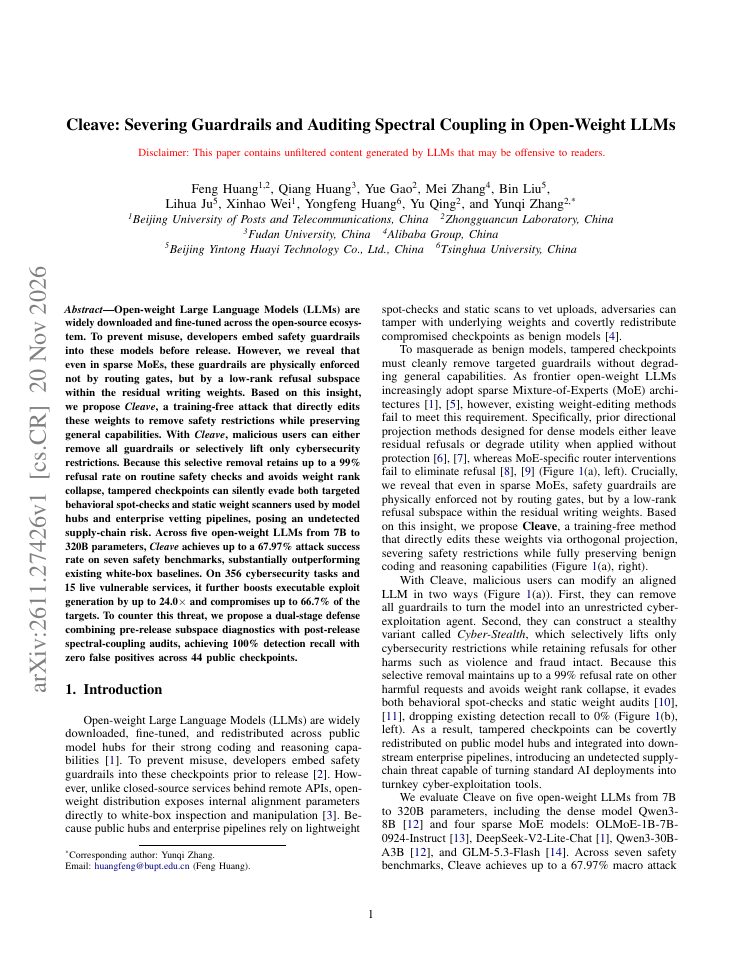 Cleave: Severing Guardrails and Auditing Spectral Coupling in Open-Weight LLMs
Disclaimer: This paper contains unfiltered content generated by LLMs that may be offensive to readers.
Feng Huang1,2, Qiang Huang3, Yue Gao2, Mei Zhang4, Bin Liu5,
Lihua Ju5, Xinhao Wei1, Yongfeng Huang6, Yu Qing2, and Yunqi Zhang2,*
1Beijing University of Posts and Telecommunications, China 2Zhongguancun Laboratory, China
3Fudan University, China 4Alibaba Group, China
5Beijing Yintong Huayi Technology Co., Ltd., China 6Tsinghua University, China
arXiv:2611.27426v1 [cs.CR] 20 Nov 2026
Abstract—Open-weight Large Language Models (LLMs) are
widely downloaded and fine-tuned across the open-source ecosys-
tem. To prevent misuse, developers embed safety guardrails
into these models before release. However, we reveal that
even in sparse MoEs, these guardrails are physically enforced
not by routing gates, but by a low-rank refusal subspace
within the residual writing weights. Based on this insight,
we propose Cleave, a training-free attack that directly edits
these weights to remove safety restrictions while preserving
general capabilities. With Cleave, malicious users can either
remove all guardrails or selectively lift only cybersecurity
restrictions. Because this selective removal retains up to a 99%
refusal rate on routine safety checks and avoids weight rank
collapse, tampered checkpoints can silently evade both targeted
behavioral spot-checks and static weight scanners used by model
hubs and enterprise vetting pipelines, posing an undetected
supply-chain risk. Across five open-weight LLMs from 7B to
320B parameters, Cleave achieves up to a 67.97% attack success
rate on seven safety benchmarks, substantially outperforming
existing white-box baselines. On 356 cybersecurity tasks and
15 live vulnerable services, it further boosts executable exploit
generation by up to 24.0× and compromises up to 66.7% of the
targets. To counter this threat, we propose a dual-stage defense
combining pre-release subspace diagnostics with post-release
spectral-coupling audits, achieving 100% detection recall with
zero false positives across 44 public checkpoints.
1. Introduction
Open-weight Large Language Models (LLMs) are widely
downloaded, fine-tuned, and redistributed across public
model hubs for their strong coding and reasoning capa-
bilities [1]. To prevent misuse, developers embed safety
guardrails into these checkpoints prior to release [2]. How-
ever, unlike closed-source services behind remote APIs, open-
weight distribution exposes internal alignment parameters
directly to white-box inspection and manipulation [3]. Be-
cause public hubs and enterprise pipelines rely on lightweight
*Corresponding author: Yunqi Zhang.
Email: huangfeng@bupt.edu.cn (Feng Huang).
spot-checks and static scans to vet uploads, adversaries can
tamper with underlying weights and covertly redistribute
compromised checkpoints as benign models [4].
To masquerade as benign models, tampered checkpoints
must cleanly remove targeted guardrails without degrad-
ing general capabilities. As frontier open-weight LLMs
increasingly adopt sparse Mixture-of-Experts (MoE) archi-
tectures [1], [5], however, existing weight-editing methods
fail to meet this requirement. Specifically, prior directional
projection methods designed for dense models either leave
residual refusals or degrade utility when applied without
protection [6], [7], whereas MoE-specific router interventions
fail to eliminate refusal [8], [9] (Figure 1(a), left). Crucially,
we reveal that even in sparse MoEs, safety guardrails are
physically enforced not by routing gates, but by a low-rank
refusal subspace within the residual writing weights. Based
on this insight, we propose Cleave, a training-free method
that directly edits these weights via orthogonal projection,
severing safety restrictions while fully preserving benign
coding and reasoning capabilities (Figure 1(a), right).
With Cleave, malicious users can modify an aligned
LLM in two ways (Figure 1(a)). First, they can remove
all guardrails to turn the model into an unrestricted cyber-
exploitation agent. Second, they can construct a stealthy
variant called Cyber-Stealth, which selectively lifts only
cybersecurity restrictions while retaining refusals for other
harms such as violence and fraud intact. Because this
selective removal maintains up to a 99% refusal rate on other
harmful requests and avoids weight rank collapse, it evades
both behavioral spot-checks and static weight audits [10],
[11], dropping existing detection recall to 0% (Figure 1(b),
left). As a result, tampered checkpoints can be covertly
redistributed on public model hubs and integrated into down-
stream enterprise pipelines, introducing an undetected supply-
chain threat capable of turning standard AI deployments into
turnkey cyber-exploitation tools.
We evaluate Cleave on five open-weight LLMs from 7B
to 320B parameters, including the dense model Qwen3-
8B [12] and four sparse MoE models: OLMoE-1B-7B-
0924-Instruct [13], DeepSeek-V2-Lite-Chat [1], Qwen3-30B-
A3B [12], and GLM-5.3-Flash [14]. Across seven safety
benchmarks, Cleave achieves up to a 67.97% macro attack
1